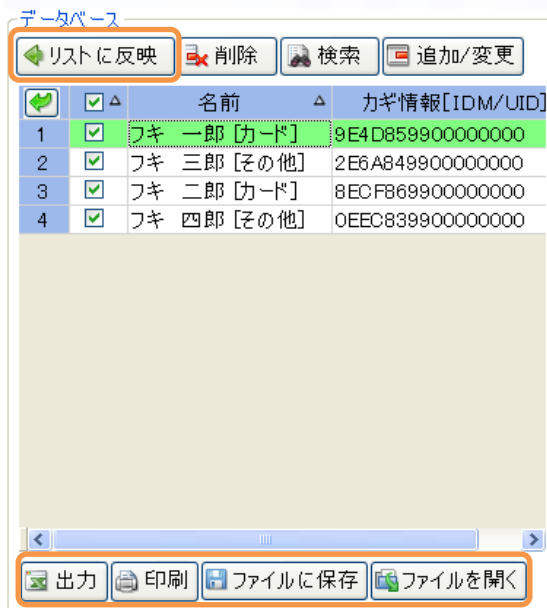 データベース
リストに反映 削除 検索 追加/変更
名前 カギ情報[IDM/UID]
1 フキ 一郎 [カード] 9E4D859900000000
2 フキ 三郎 [その他] 2E6A849900000000
3 フキ 二郎 [カード] 8ECF869900000000
4 フキ 四郎 [その他] 0EEC839900000000
出力 印刷 ファイルに保存 ファイルを開く